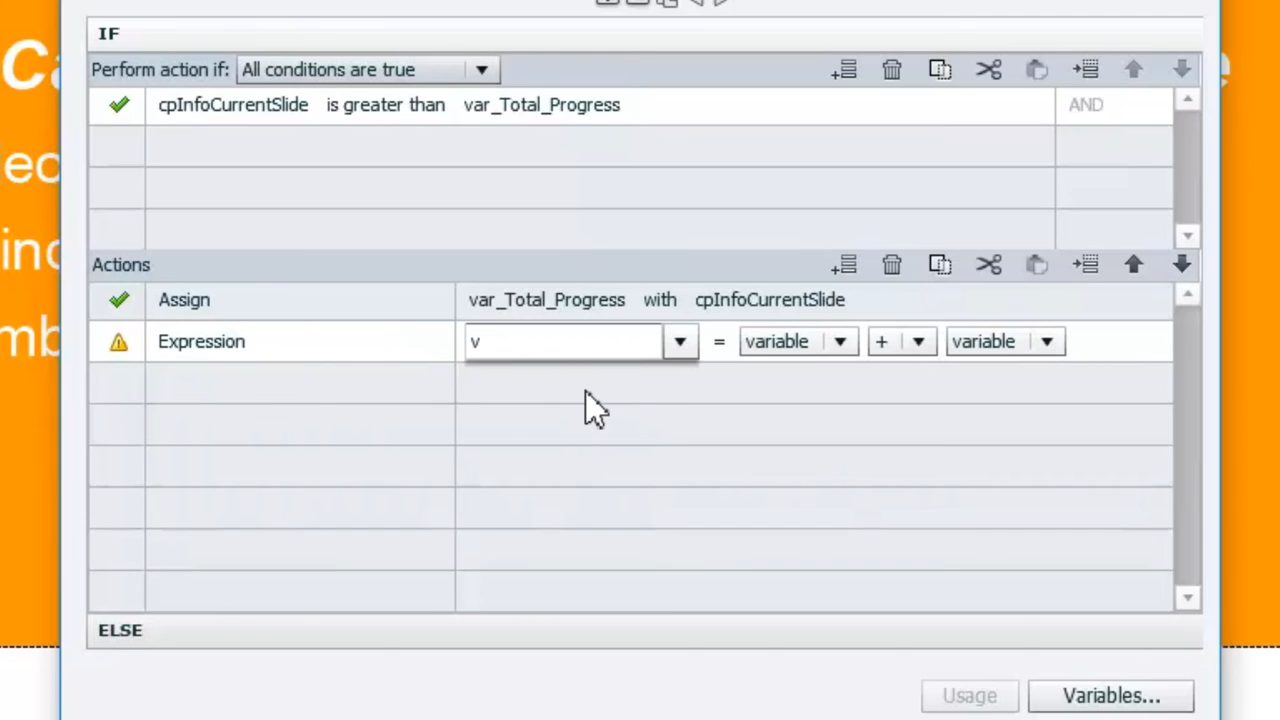 IF
Perform action if: All conditions are true
cpInfoCurrentSlide is greater than var_Total_Progress AND
Actions
Assign var_Total_Progress with cpInfoCurrentSlide
Expression v = variable + variable
ELSE
Usage Variables...